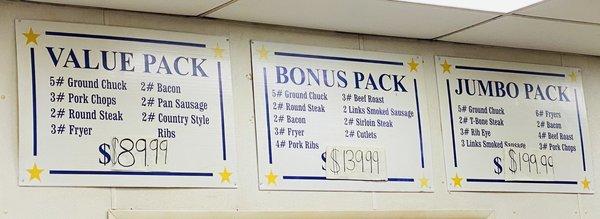 VALUE PACK
5# Ground Chuck
3# Pork Chops
2# Round Steak
3# Fryer
2# Bacon
2# Pan Sausage
2# Country Style
Ribs
$89.99
BONUS PACK
5# Ground Chuck
2# Round Steak
2# Bacon
3# Fryer
4# Pork Ribs
3# Beef Roast
2 Links Smoked Sausage
2# Sirloin Steak
2# Cutlets
$139.99
JUMBO PACK
5# Ground Chuck
2# T-Bone Steak
3# Rib Eye
3 Links Smoked Sausage
6# Fryers
2# Bacon
4# Beef Roast
3# Pork Chops
$199.99